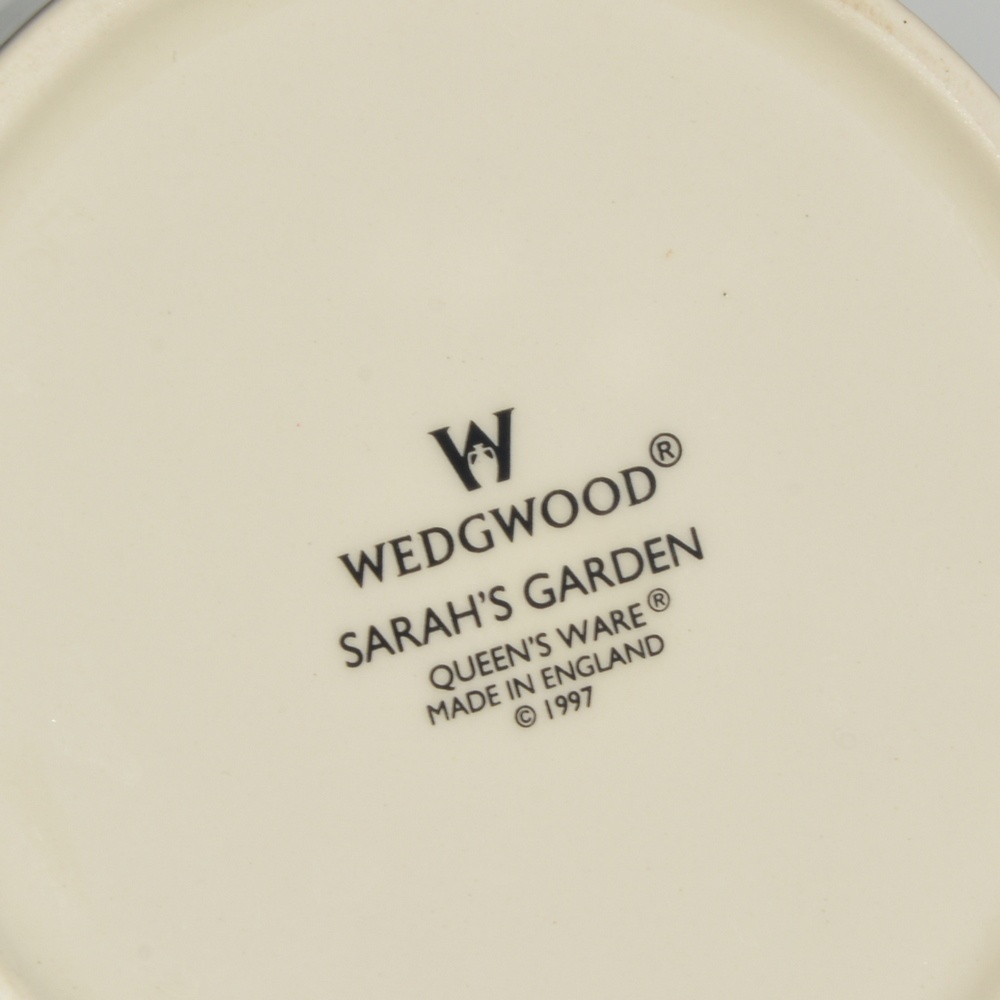 W
WEDGWOOD®
SARAH'S GARDEN
QUEEN'S WARE®
MADE IN ENGLAND
© 1997